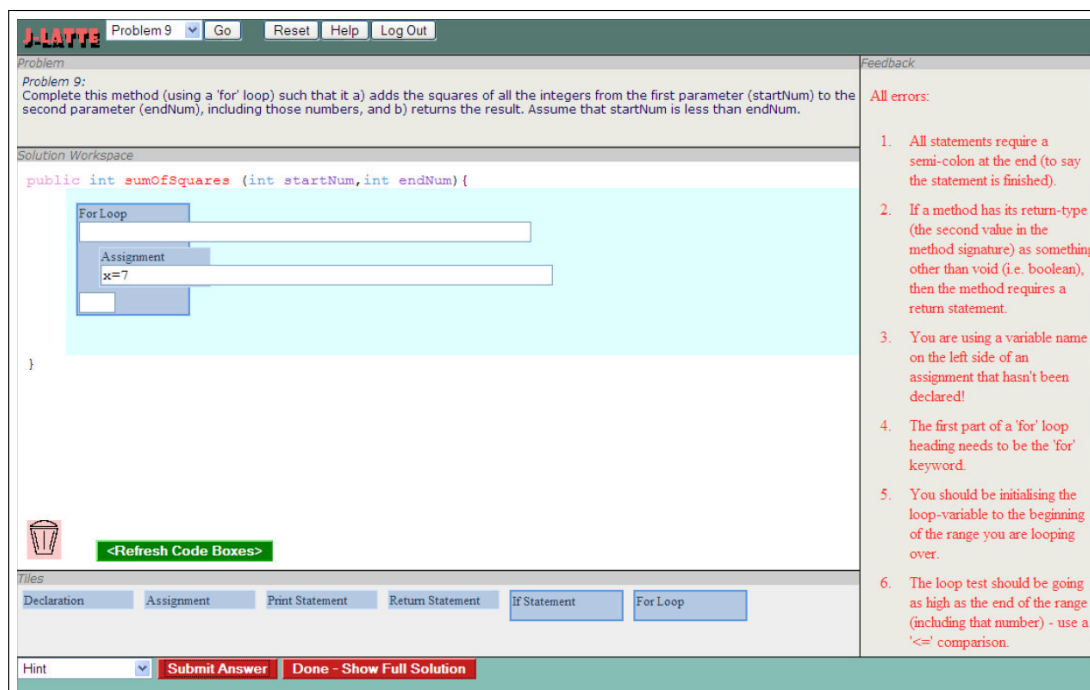 J-LATTE Problem 9 Go Reset Help Log Out
Problem
Problem 9:
Complete this method (using a 'for' loop) such that it a) adds the squares of all the integers from the first parameter (startNum) to the
second parameter (endNum), including those numbers, and b) returns the result. Assume that startNum is less than endNum.
Solution Workspace
public int sumOfSquares (int startNum,int endNum){
For Loop
Assignment
x=7
}
<Refresh Code Boxes>
Tiles
Declaration Assignment Print Statement Return Statement If Statement For Loop
Hint Submit Answer Done - Show Full Solution
Feedback
All errors:
1. All statements require a
semi-colon at the end (to say
the statement is finished).
2. If a method has its return-type
(the second value in the
method signature) as something
other than void (i.e. boolean),
then the method requires a
return statement.
3. You are using a variable name
on the left side of an
assignment that hasn't been
declared!
4. The first part of a 'for' loop
heading needs to be the 'for'
keyword.
5. You should be initialising the
loop-variable to the beginning
of the range you are looping
over.
6. The loop test should be going
as high as the end of the range
(including that number) - use a
'<=' comparison.